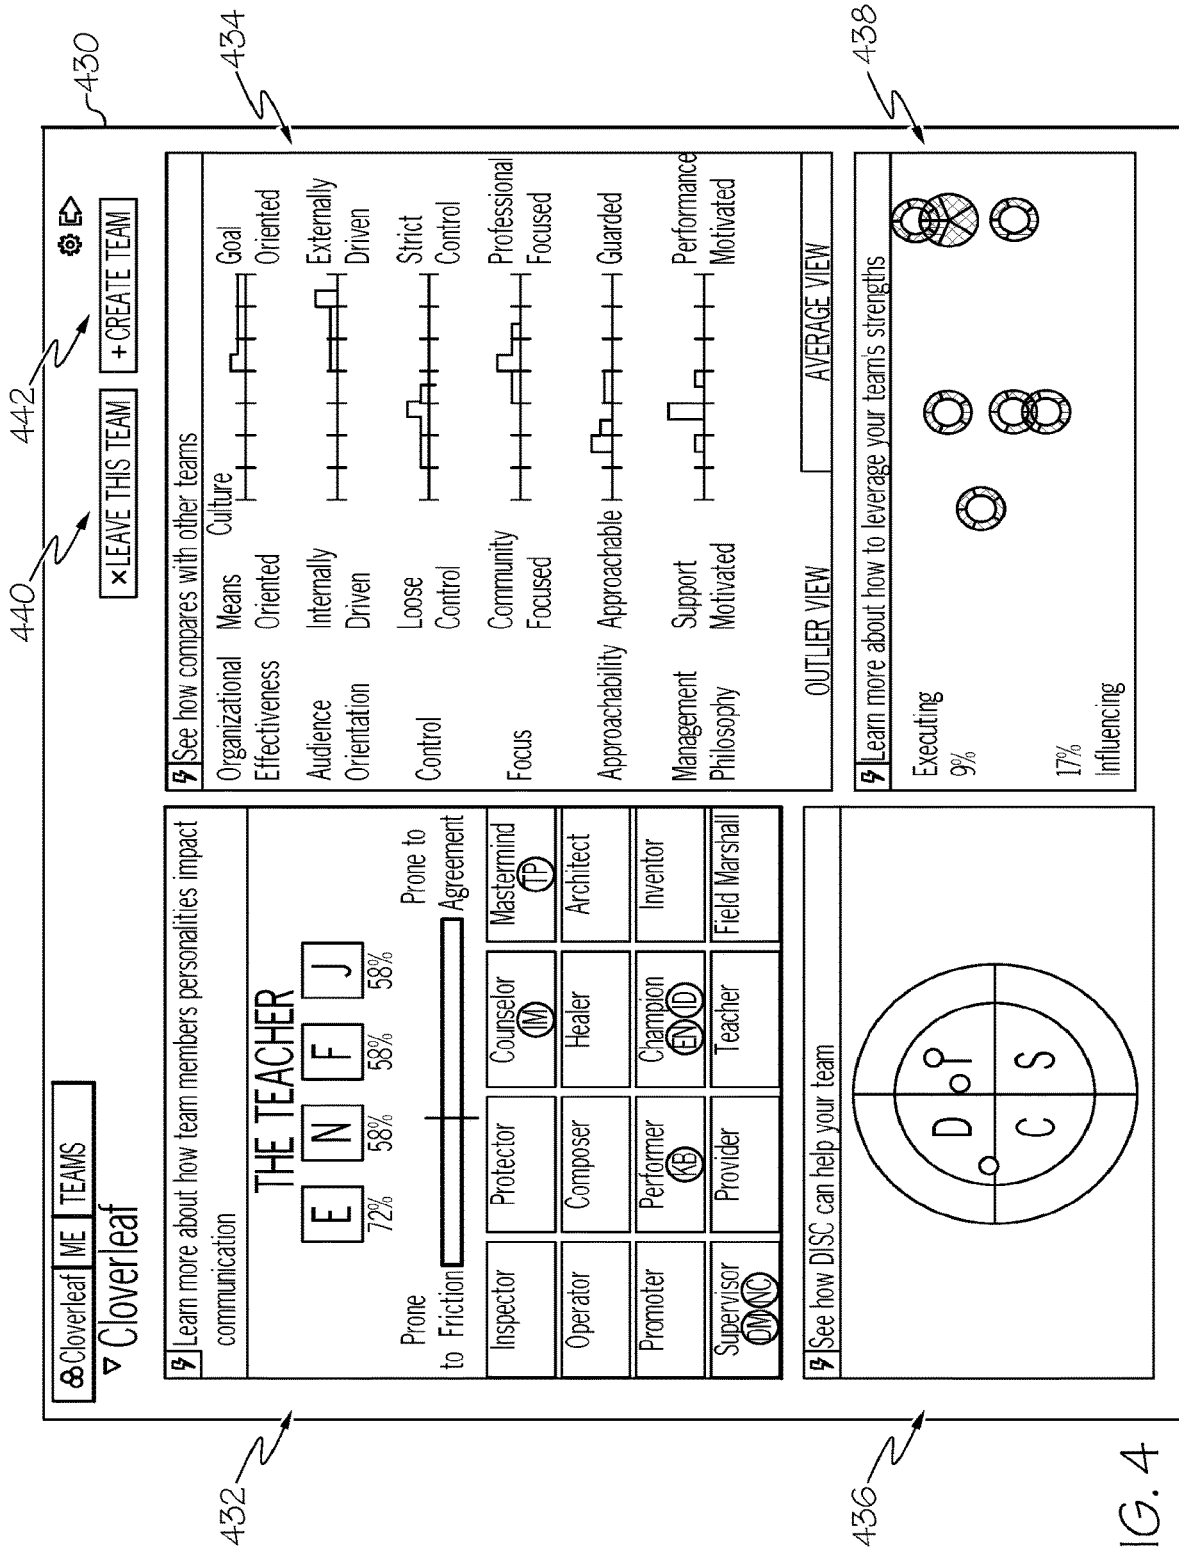 430
Cloverleaf ME TEAMS
▽ Cloverleaf
440
442
× LEAVE THIS TEAM
+ CREATE TEAM
432
Learn more about how team members personalities impact
communication
THE TEACHER
E N F J
72% 58% 58% 58%
Prone
to Friction
Prone to
Agreement
Inspector Protector Counselor Mastermind
IM TP
Operator Composer Healer Architect
Promoter Performer Champion Inventor
KB EN ID
Supervisor Provider Teacher Field Marshall
DM NC
434
See how compares with other teams
Culture
Organizational Means Goal
Effectiveness Oriented Oriented
Audience Internally Externally
Orientation Driven Driven
Control Loose Strict
Control Control
Focus Community Professional
Focused Focused
Approachability Approachable Guarded
Management Support Performance
Philosophy Motivated Motivated
OUTLIER VIEW AVERAGE VIEW
436
See how DISC can help your team
D I
C S
438
Learn more about how to leverage your team's strengths
Executing
9%
17%
Influencing
IG. 4